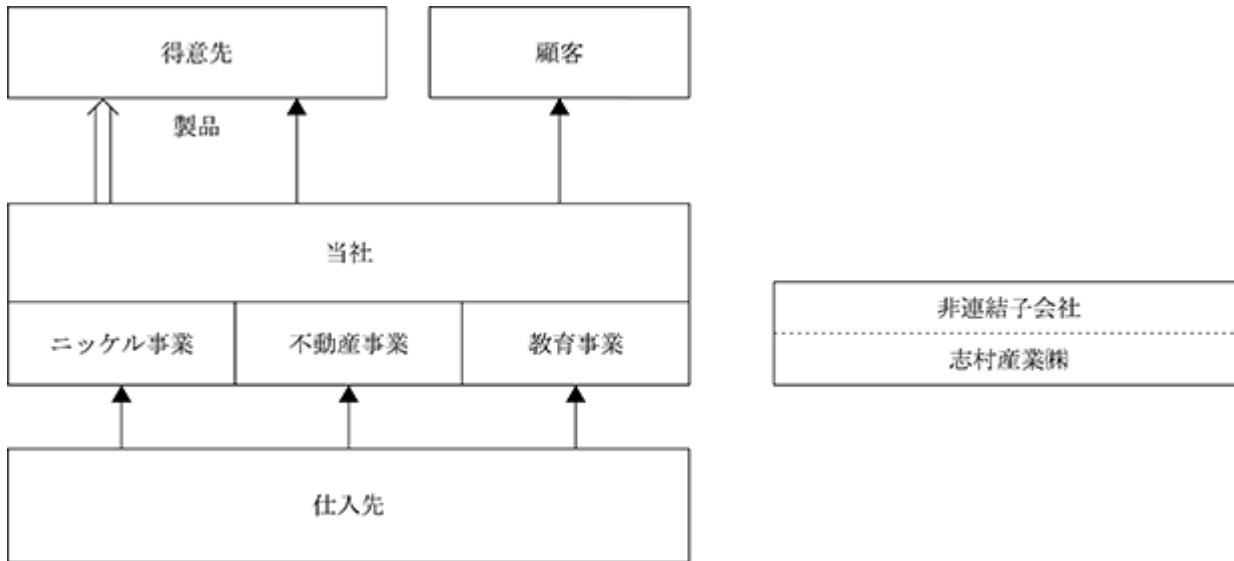 得意先
顧客
製品
当社
ニッケル事業
不動産事業
教育事業
非連結子会社
志村産業㈱
仕入先